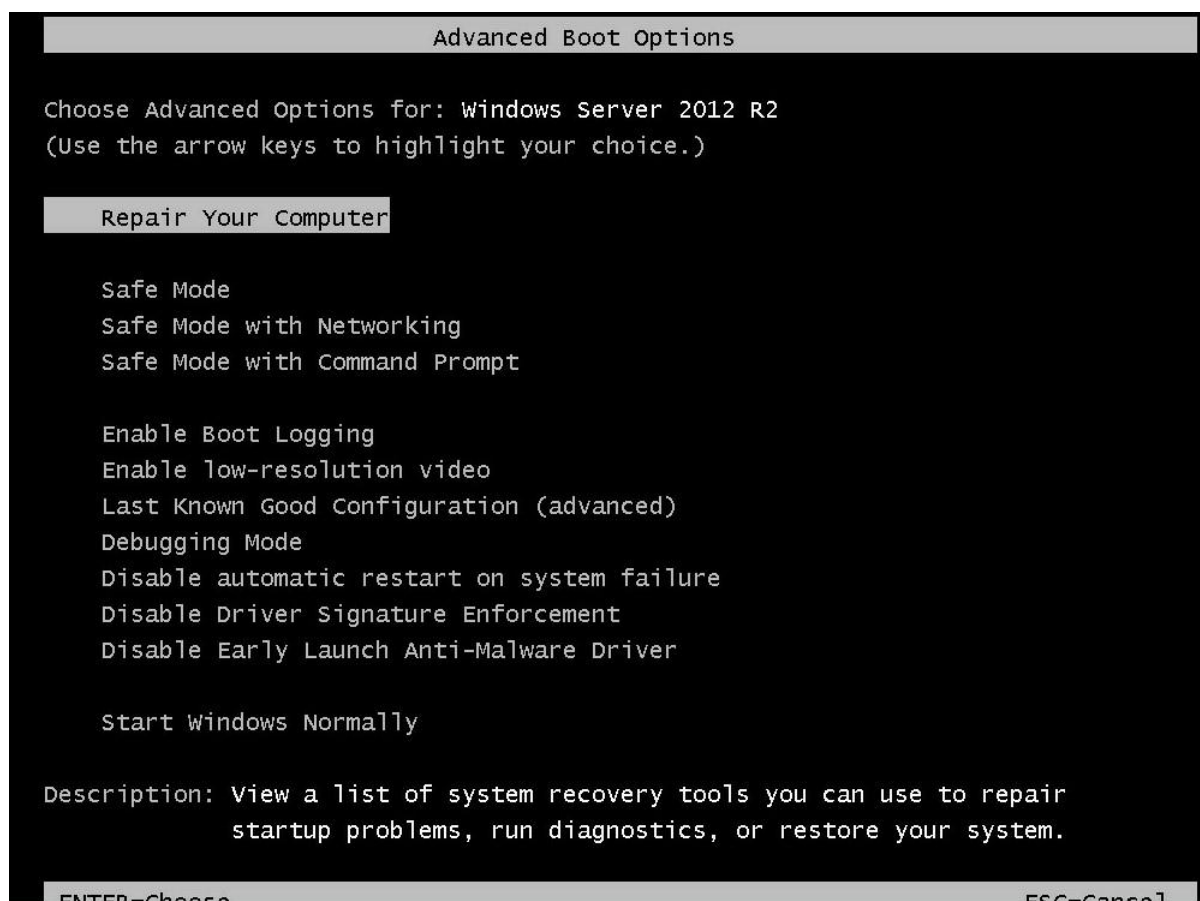 Advanced Boot Options
Choose Advanced Options for: Windows Server 2012 R2
(Use the arrow keys to highlight your choice.)
Repair Your Computer
Safe Mode
Safe Mode with Networking
Safe Mode with Command Prompt
Enable Boot Logging
Enable low-resolution video
Last Known Good Configuration (advanced)
Debugging Mode
Disable automatic restart on system failure
Disable Driver Signature Enforcement
Disable Early Launch Anti-Malware Driver
Start Windows Normally
Description: View a list of system recovery tools you can use to repair
startup problems, run diagnostics, or restore your system.
ENTER=Choose ESC=Cancel